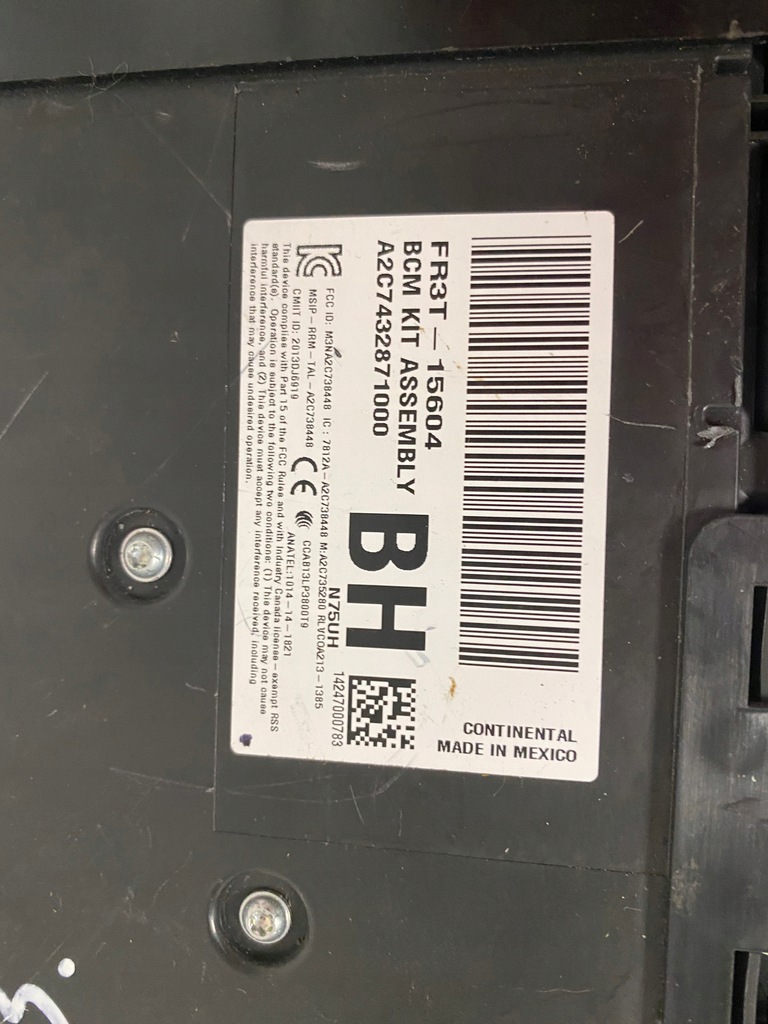 CONTINENTAL
MADE IN MEXICO
FR3T-15604
BCM KIT ASSEMBLY
A2C7432871000
BH
N75UH
14247000783
FCC ID: M3NA2C738448 IC: 7812A-A2C738448 M:A2C735280 RLVCOA213-1385
MSIP-RRM-TAL-A2C738448
CCAB13LP3800T9
CMIIT ID: 2013DJ6919
CE
ANATEL:1014-14-1821
This device complies with Part 15 of the FCC Rules and with Industry Canada license-exempt RSS
standard(s). Operation is subject to the following two conditions: (1) This device may not cause
harmful interference, and (2) This device must accept any interference received, including
interference that may cause undesired operation.